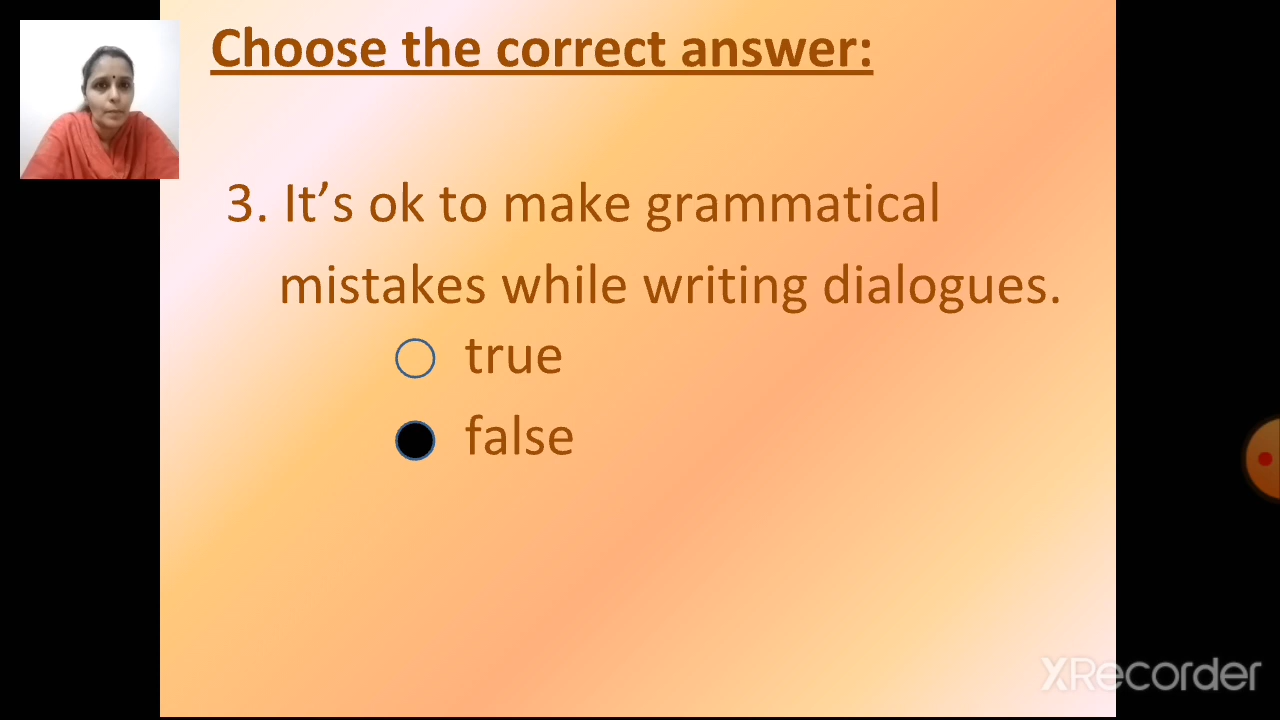 Choose the correct answer:
3. It’s ok to make grammatical
mistakes while writing dialogues.
true
false
XRecorder